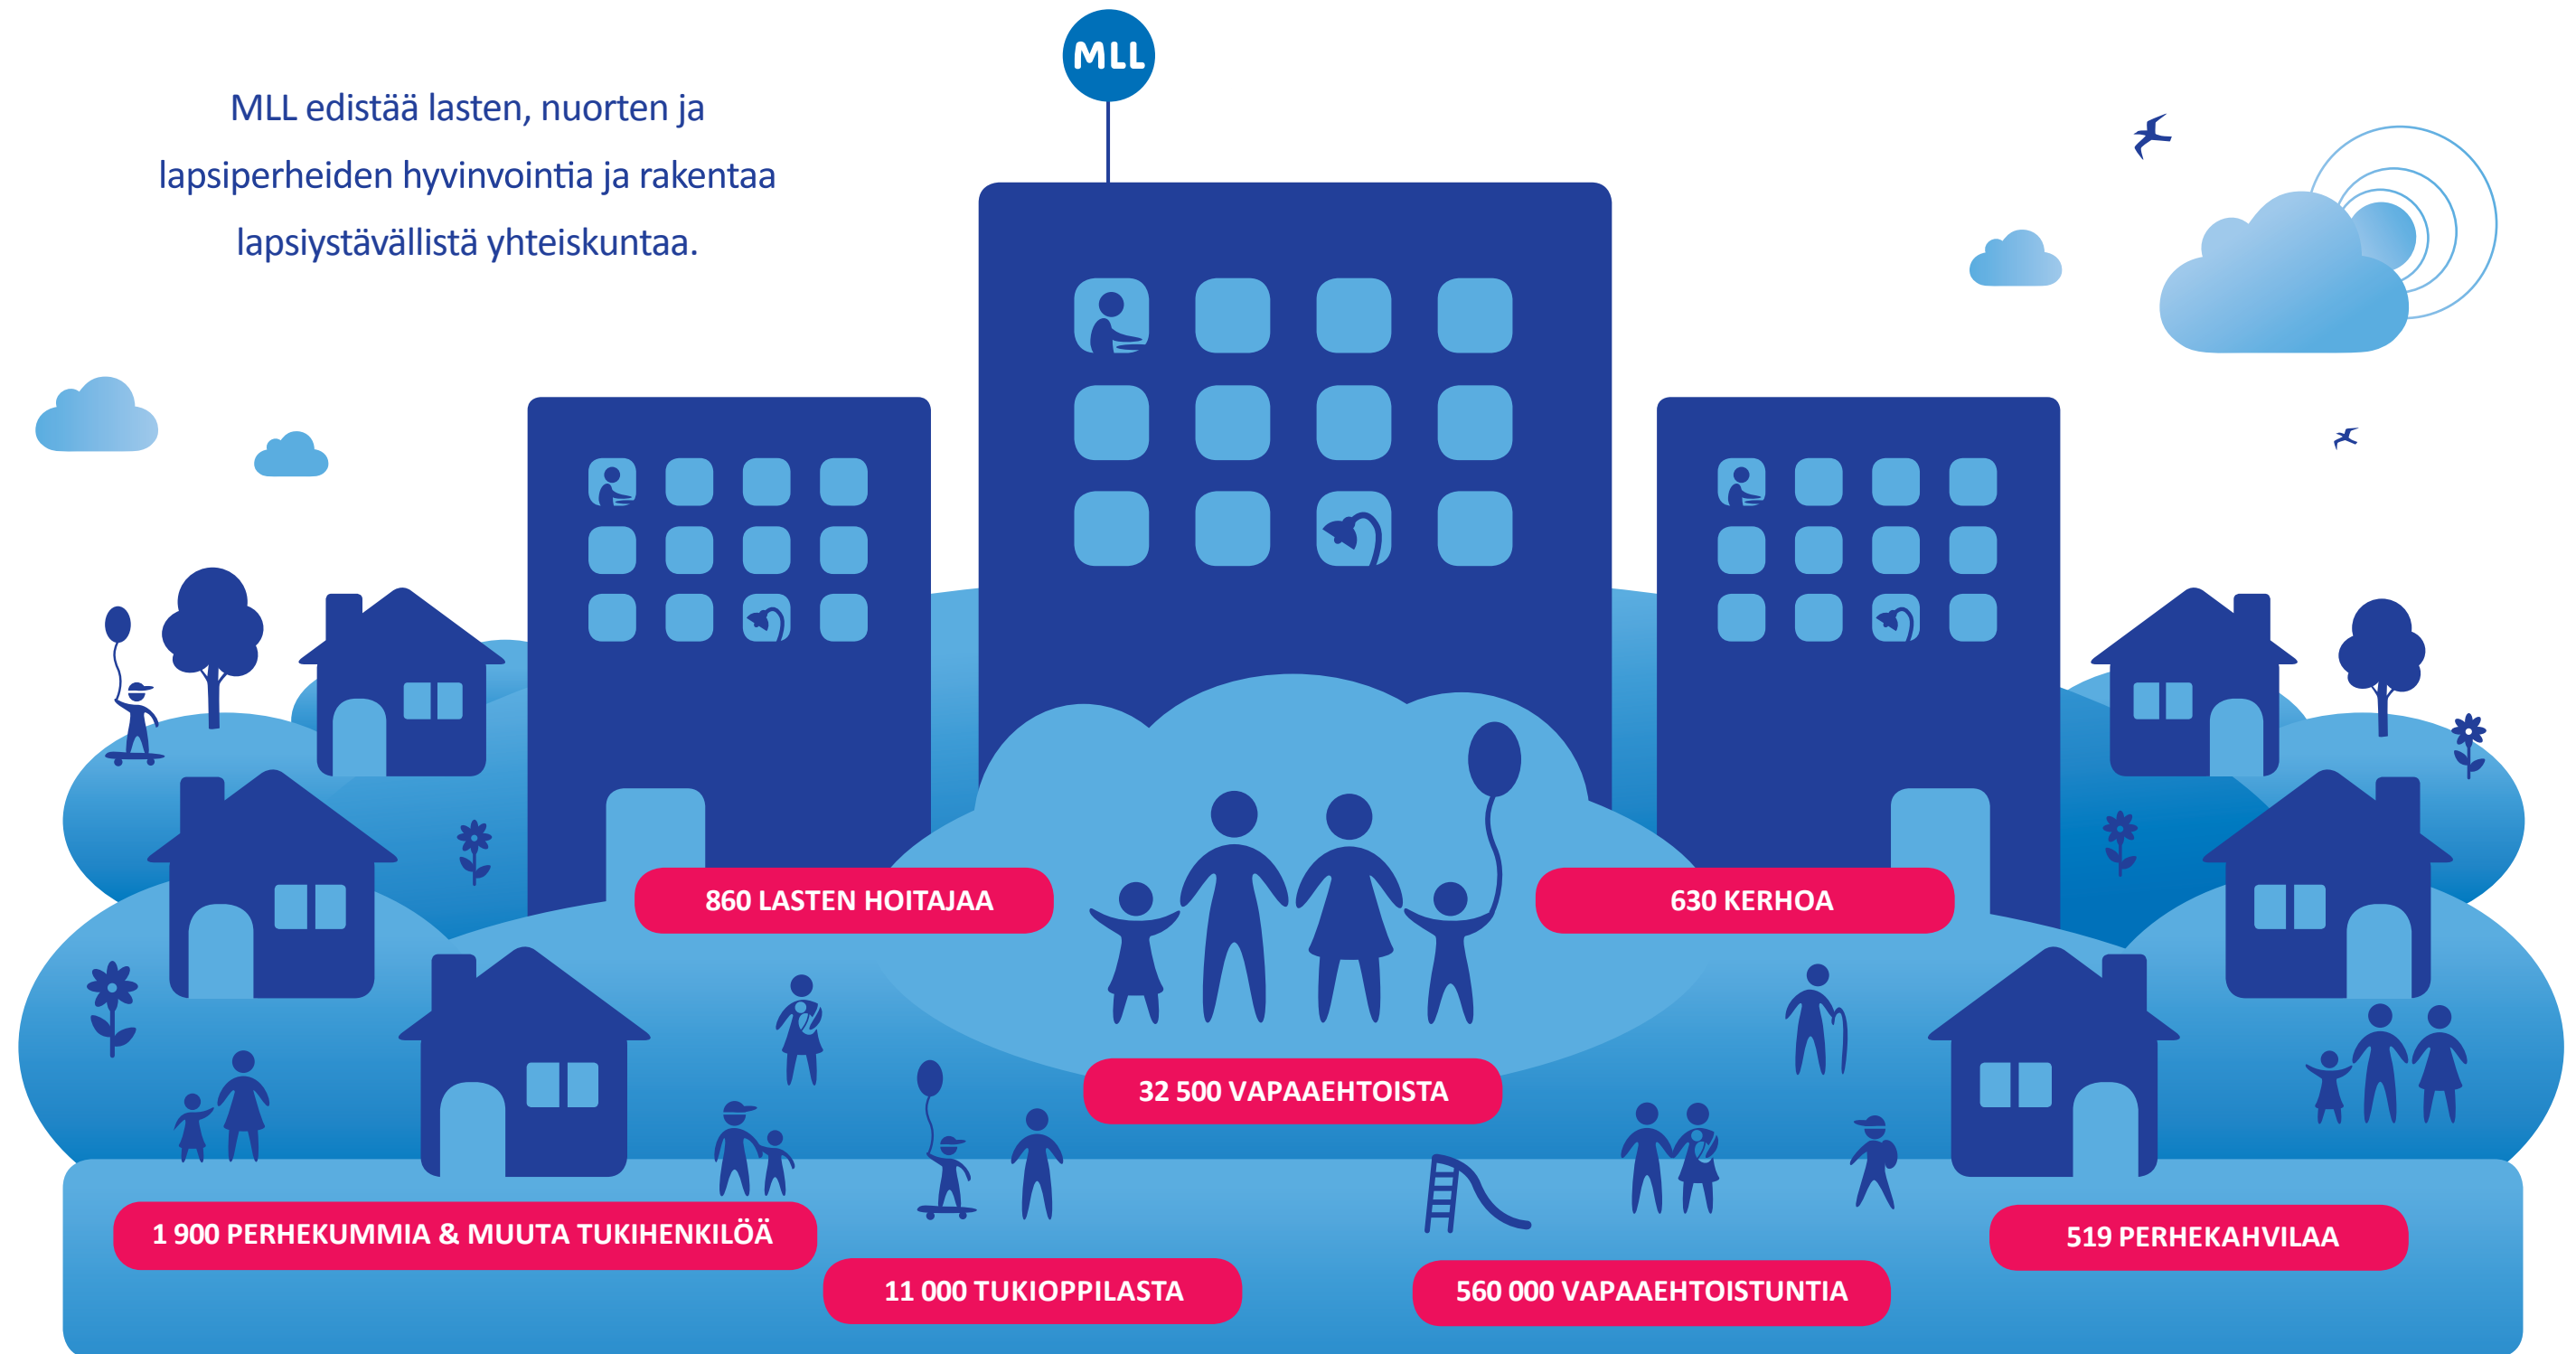 MLL
MLL edistää lasten, nuorten ja
lapsiperheiden hyvinvointia ja rakentaa
lapsiystävällistä yhteiskuntaa.
860 LASTEN HOITAJAA
630 KERHOA
32 500 VAPAAEHTOISTA
1 900 PERHEKUMMIA & MUUTA TUKIHENKILÖÄ
519 PERHEKAHVILAA
11 000 TUKIOPPILASTA
560 000 VAPAAEHTOISTUNTIA